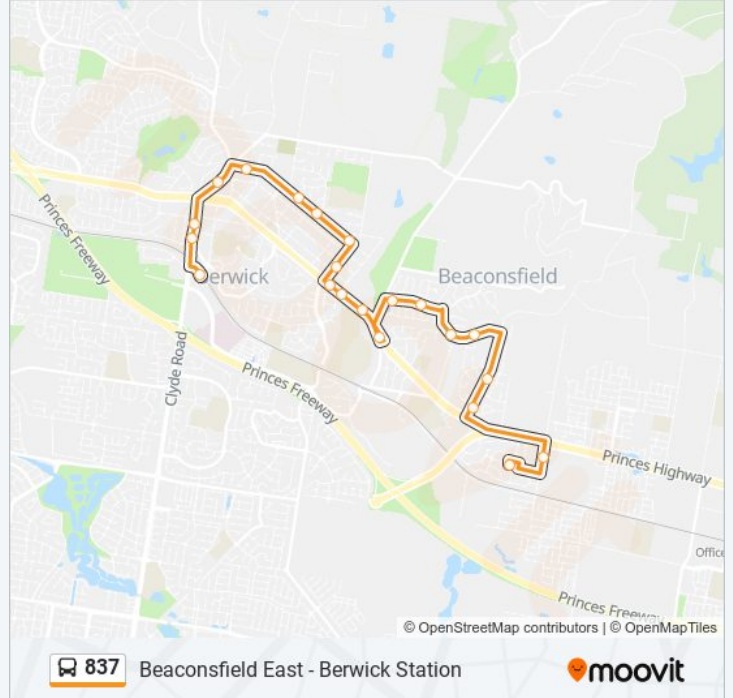 Princes Freeway
Berwick
Beaconsfield
Clyde Road
Princes Freeway
Princes Highway
Office
Princes Freeway
© OpenStreetMap contributors | © OpenMapTiles
837 Beaconsfield East - Berwick Station moovit